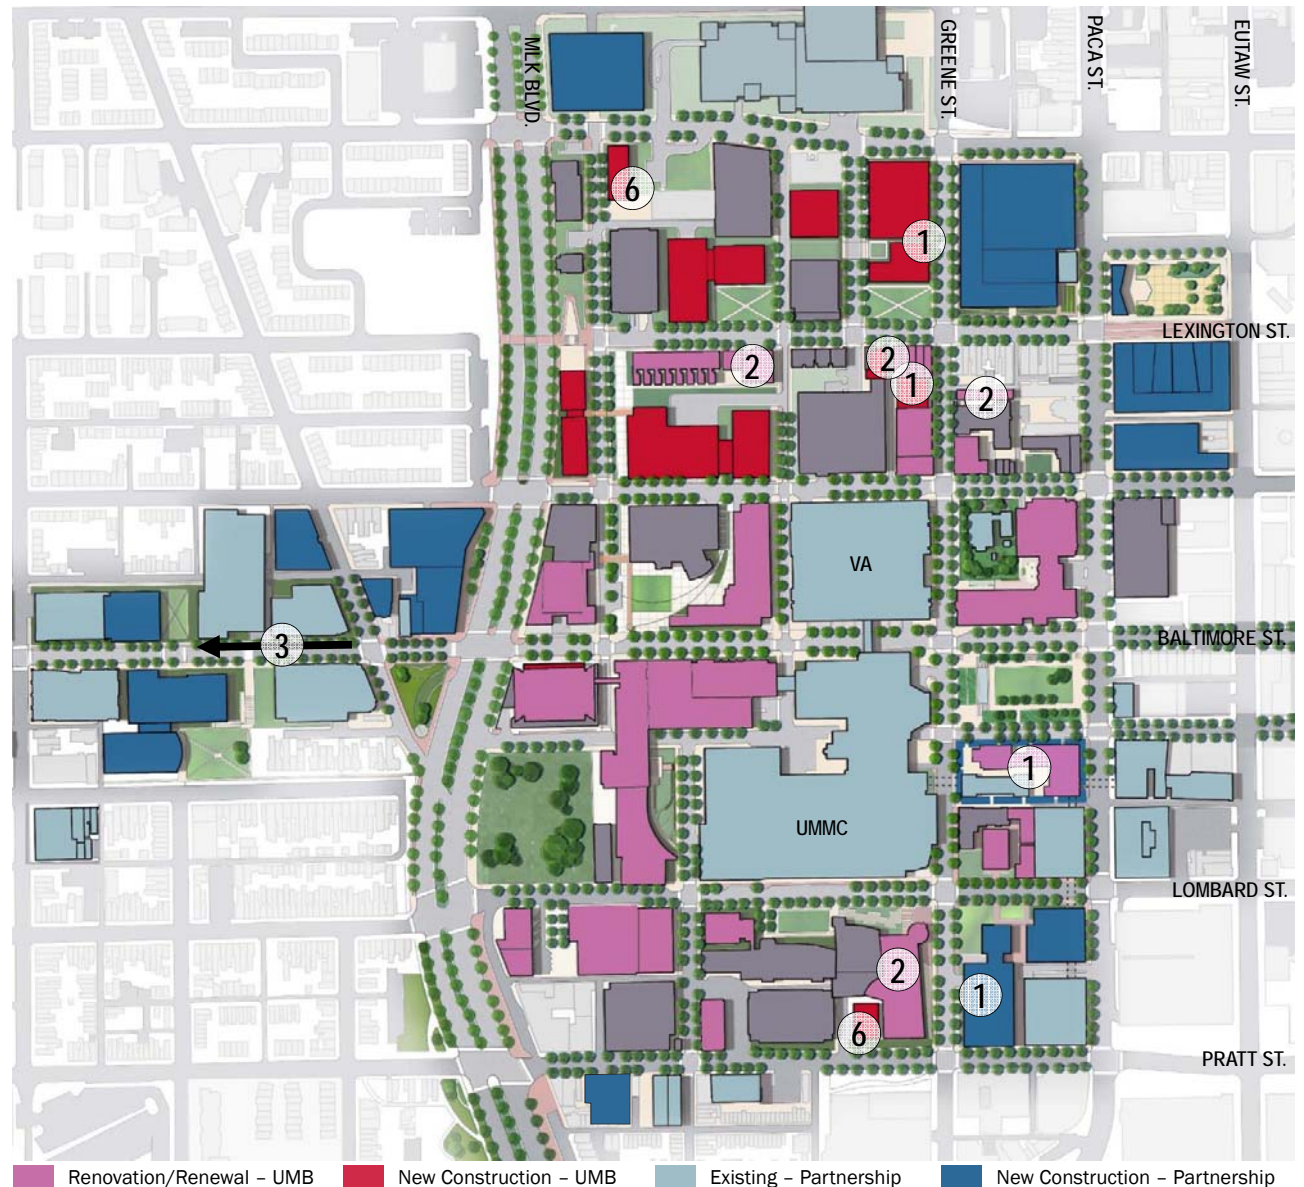 MLK BLVD.
GREENE ST.
PACA ST.
EUTAW ST.
6
1
LEXINGTON ST.
2
2
1
2
VA
3
BALTIMORE ST.
1
UMMC
LOMBARD ST.
2
1
6
PRATT ST.
Renovation/Renewal – UMB
New Construction – UMB
Existing – Partnership
New Construction – Partnership